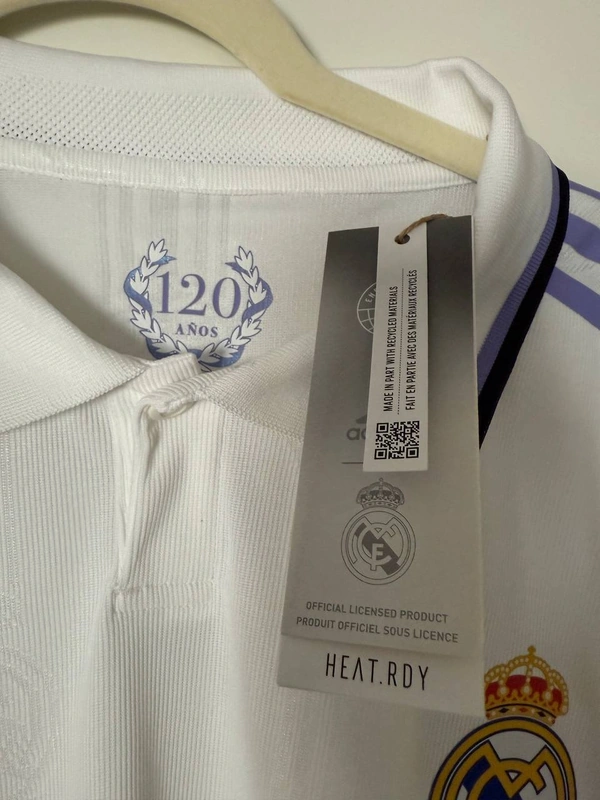 120
AÑOS
MADE IN PART WITH RECYCLED MATERIALS
FAIT EN PARTIE AVEC DES MATÉRIAUX RECYCLÉS
OFFICIAL LICENSED PRODUCT
PRODUIT OFFICIEL SOUS LICENCE
HEAT.RDY